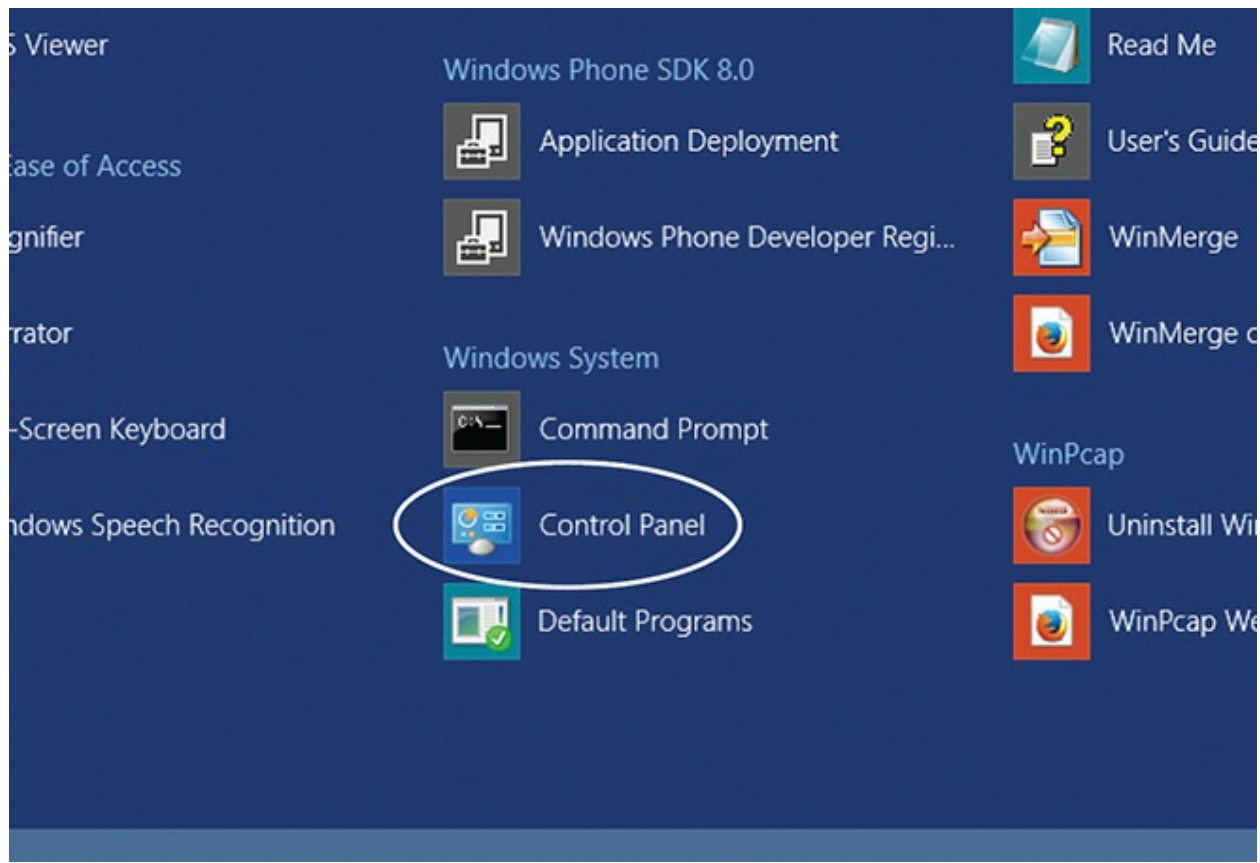 S Viewer
Ease of Access
gnifier
rrator
-Screen Keyboard
ndows Speech Recognition
Windows Phone SDK 8.0
Application Deployment
Windows Phone Developer Regi...
Windows System
C:\_
Command Prompt
Control Panel
Default Programs
Read Me
User's Guide
WinMerge
WinMerge
WinPcap
Uninstall Wi
WinPcap We